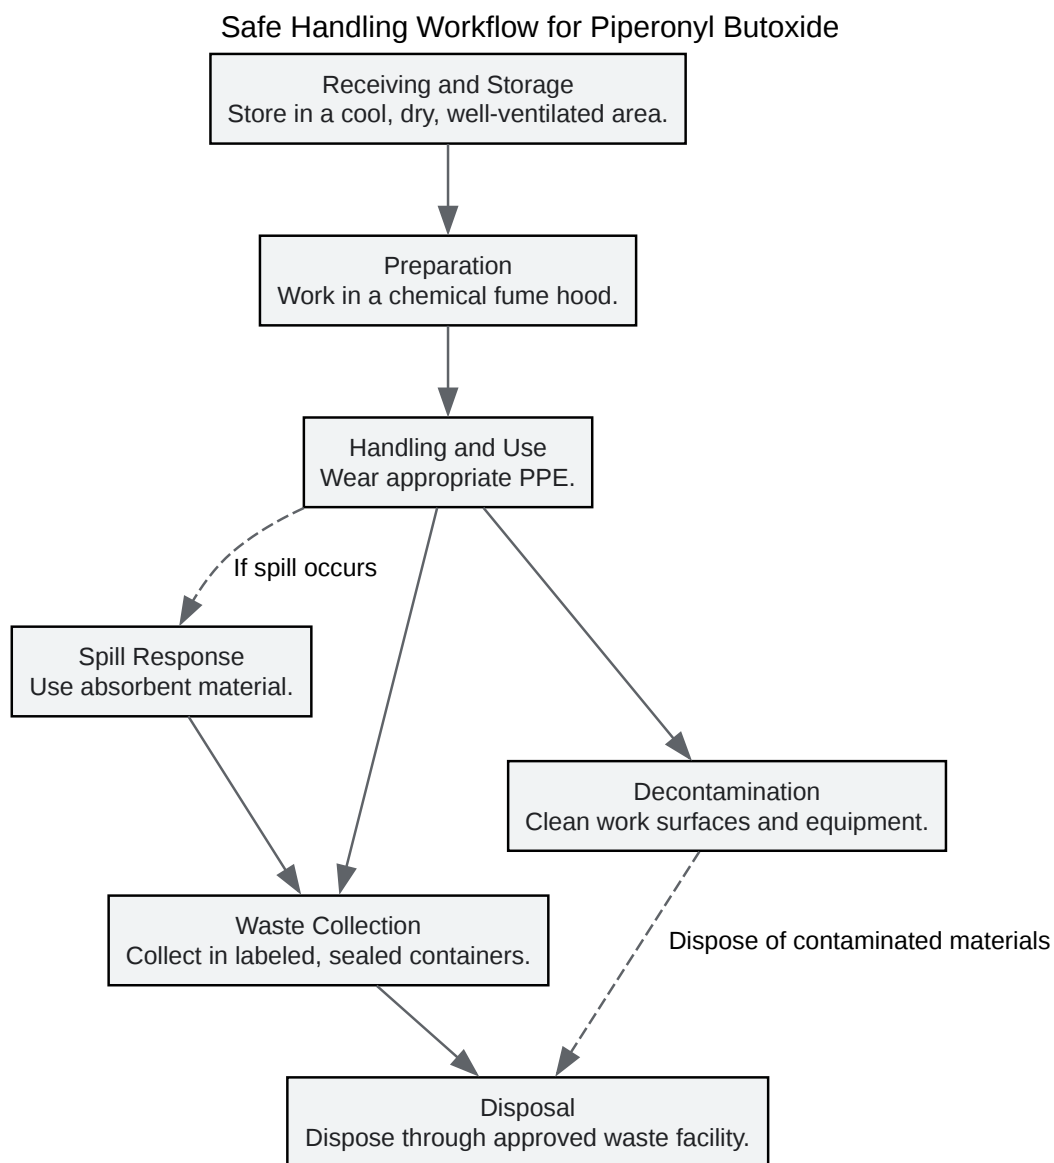 Safe Handling Workflow for Piperonyl Butoxide
Receiving and Storage
Store in a cool, dry, well-ventilated area.
Preparation
Work in a chemical fume hood.
Handling and Use
Wear appropriate PPE.
If spill occurs
Spill Response
Use absorbent material.
Decontamination
Clean work surfaces and equipment.
Waste Collection
Collect in labeled, sealed containers.
Dispose of contaminated materials
Disposal
Dispose through approved waste facility.